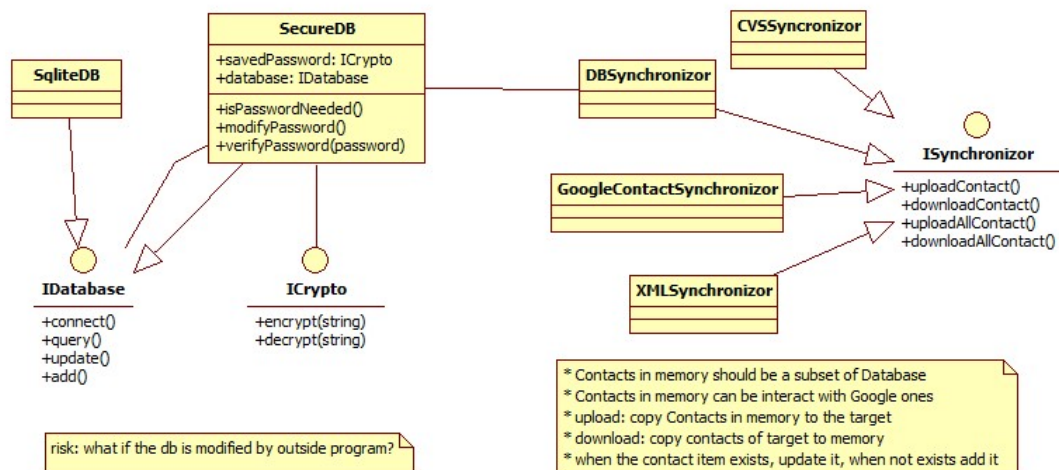 SqliteDB
SecureDB
+savedPassword: ICrypto
+database: IDatabase
+isPasswordNeeded()
+modifyPassword()
+verifyPassword(password)
CVSSyncronizor
DBSynchronizor
ISynchronizor
+uploadContact()
+downloadContact()
+uploadAllContact()
+downloadAllContact()
GoogleContactSynchronizor
XMLSynchronizor
IDatabase
+connect()
+query()
+update()
+add()
ICrypto
+encrypt(string)
+decrypt(string)
risk: what if the db is modified by outside program?
* Contacts in memory should be a subset of Database
* Contacts in memory can be interact with Google ones
* upload: copy Contacts in memory to the target
* download: copy contacts of target to memory
* when the contact item exists, update it, when not exists add it